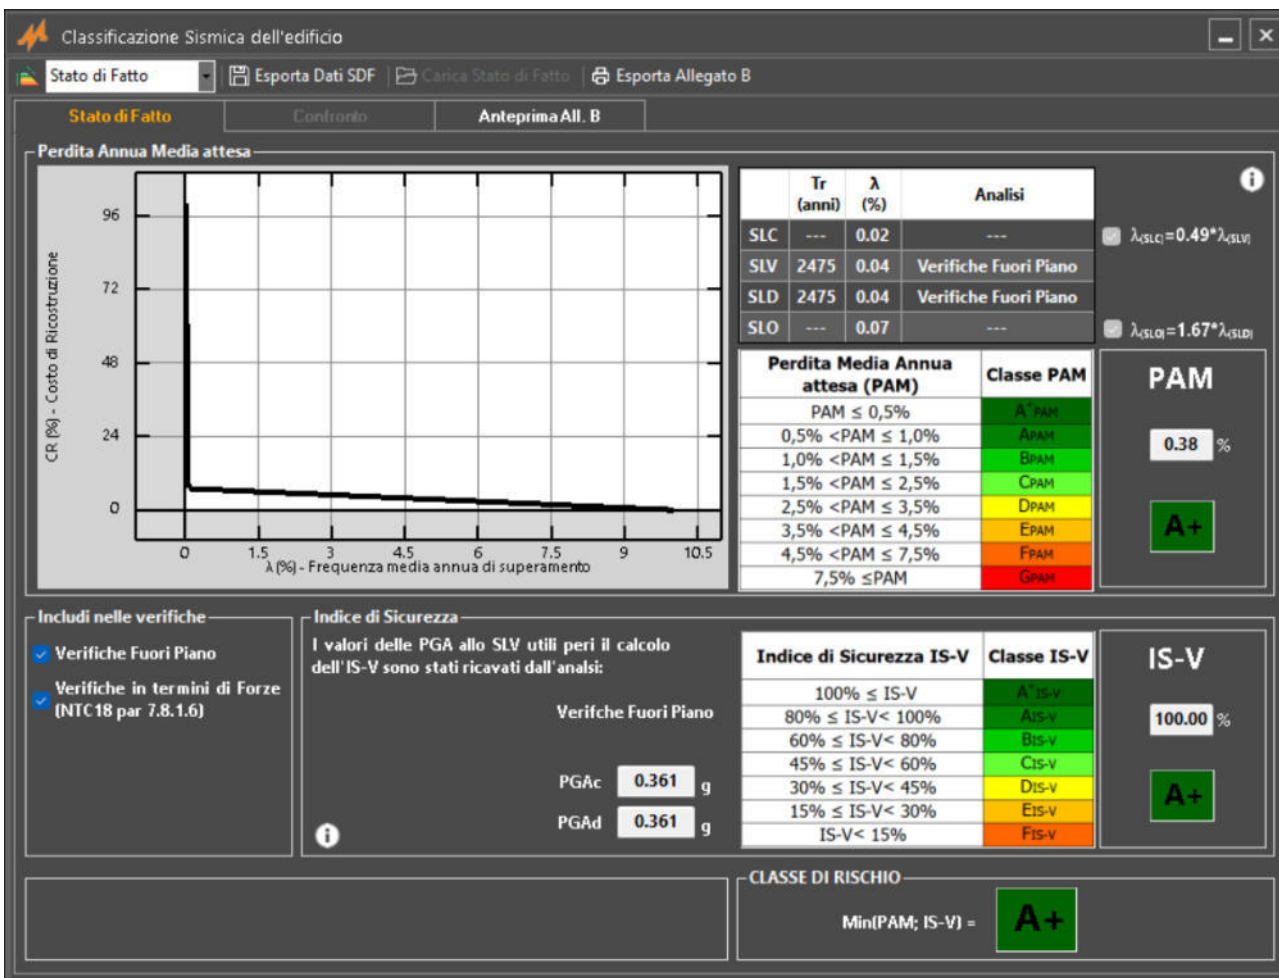 Classificazione Sismica dell'edificio
Stato di Fatto
Esporta Dati SDF
Carica Stato di Fatto
Esporta Allegato B
Stato di Fatto
Confronto
Anteprima All. B
Perdita Annua Media attesa
CR (%) - Costo di Ricostruzione
96
72
48
24
0
0 1.5 3 4.5 6 7.5 9 10.5
λ (%) - Frequenza media annua di superamento
Tr (anni) λ (%) Analisi
SLC --- 0.02 ---
SLV 2475 0.04 Verifiche Fuori Piano
SLD 2475 0.04 Verifiche Fuori Piano
SLO --- 0.07 ---
λ(SLC)=0.49*λ(SLV)
λ(SLO)=1.67*λ(SLD)
Perdita Media Annua attesa (PAM) Classe PAM
PAM ≤ 0,5% A+PAM
0,5% <PAM ≤ 1,0% APAM
1,0% <PAM ≤ 1,5% BPAM
1,5% <PAM ≤ 2,5% CPAM
2,5% <PAM ≤ 3,5% DPAM
3,5% <PAM ≤ 4,5% EPAM
4,5% <PAM ≤ 7,5% FPAM
7,5% ≤PAM GPAM
PAM
0.38 %
A+
Includi nelle verifiche
Verifiche Fuori Piano
Verifiche in termini di Forze
(NTC18 par 7.8.1.6)
Indice di Sicurezza
I valori delle PGA allo SLV utili peri il calcolo
dell'IS-V sono stati ricavati dall'analsi:
Verifche Fuori Piano
PGAc 0.361 g
PGAd 0.361 g
Indice di Sicurezza IS-V Classe IS-V
100% ≤ IS-V A+IS-V
80% ≤ IS-V< 100% AIS-V
60% ≤ IS-V< 80% BIS-V
45% ≤ IS-V< 60% CIS-V
30% ≤ IS-V< 45% DIS-V
15% ≤ IS-V< 30% EIS-V
IS-V< 15% FIS-V
IS-V
100.00 %
A+
CLASSE DI RISCHIO
Min(PAM; IS-V) = A+